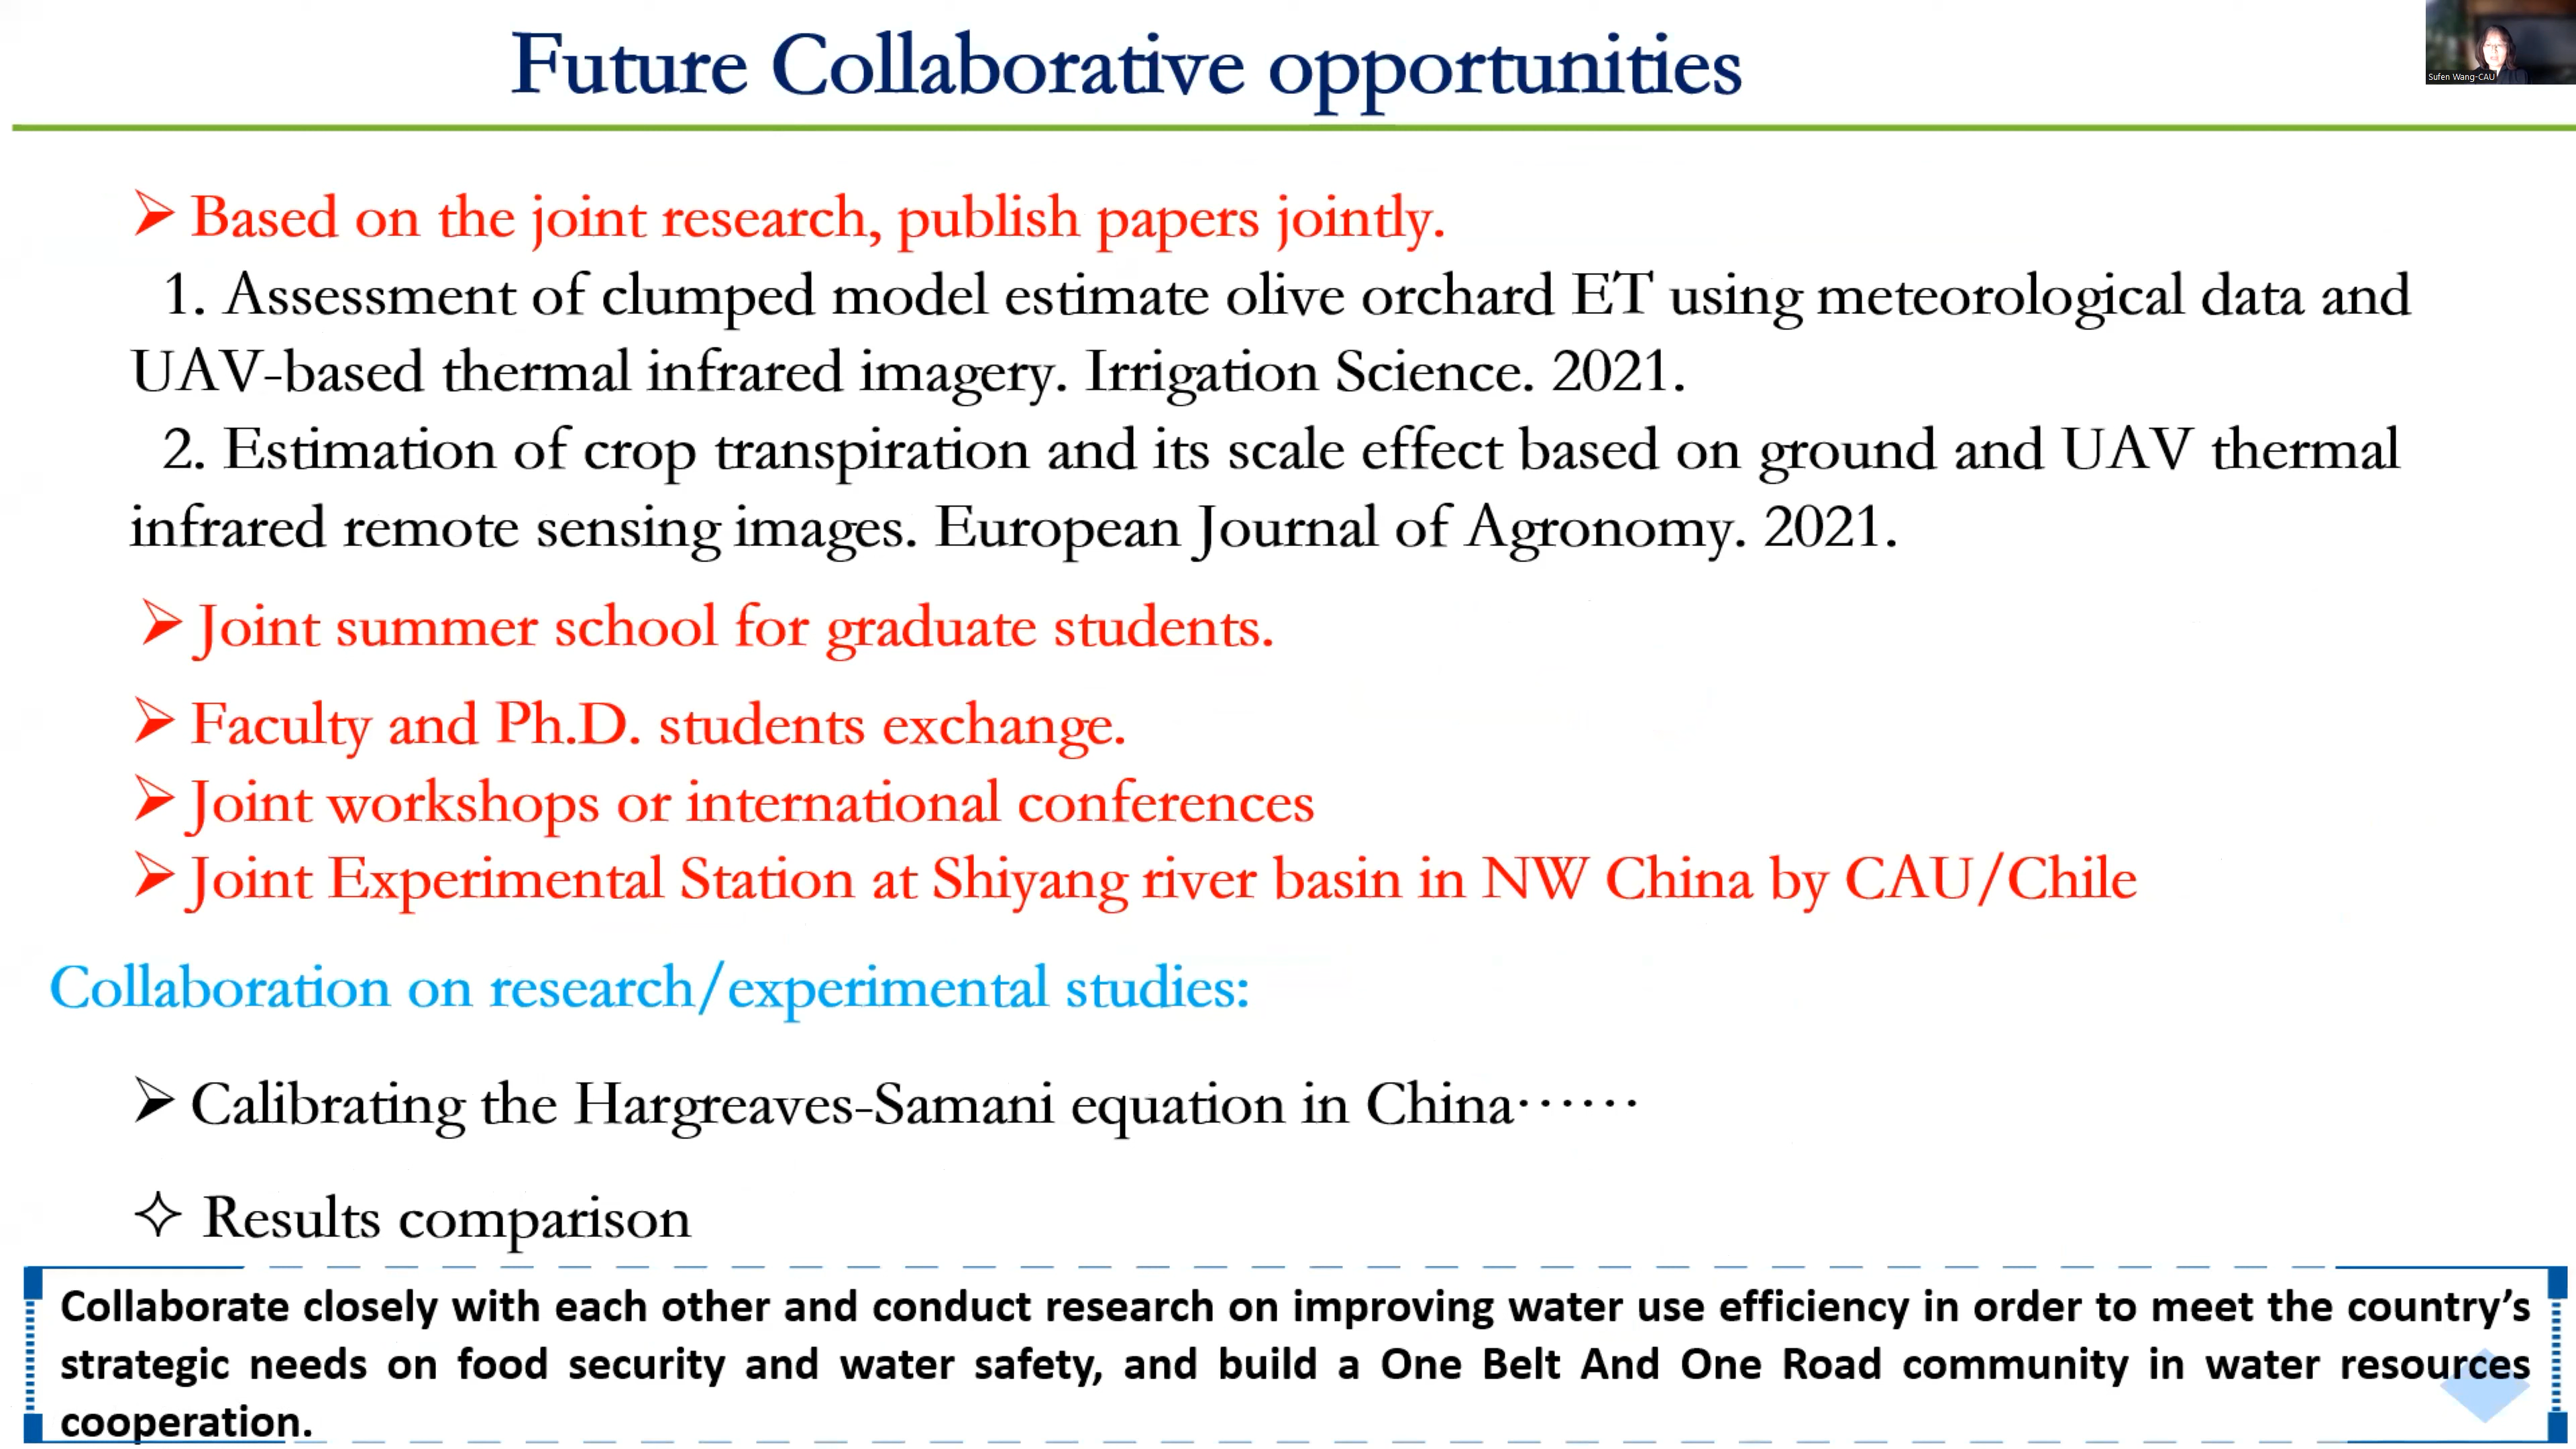 Future Collaborative opportunities
Sufen Wang-CAU
➢ Based on the joint research, publish papers jointly.
1. Assessment of clumped model estimate olive orchard ET using meteorological data and
UAV-based thermal infrared imagery. Irrigation Science. 2021.
2. Estimation of crop transpiration and its scale effect based on ground and UAV thermal
infrared remote sensing images. European Journal of Agronomy. 2021.
➢ Joint summer school for graduate students.
➢ Faculty and Ph.D. students exchange.
➢ Joint workshops or international conferences
➢ Joint Experimental Station at Shiyang river basin in NW China by CAU/Chile
Collaboration on research/experimental studies:
➢ Calibrating the Hargreaves-Samani equation in China······
✧ Results comparison
Collaborate closely with each other and conduct research on improving water use efficiency in order to meet the country’s
strategic needs on food security and water safety, and build a One Belt And One Road community in water resources
cooperation.